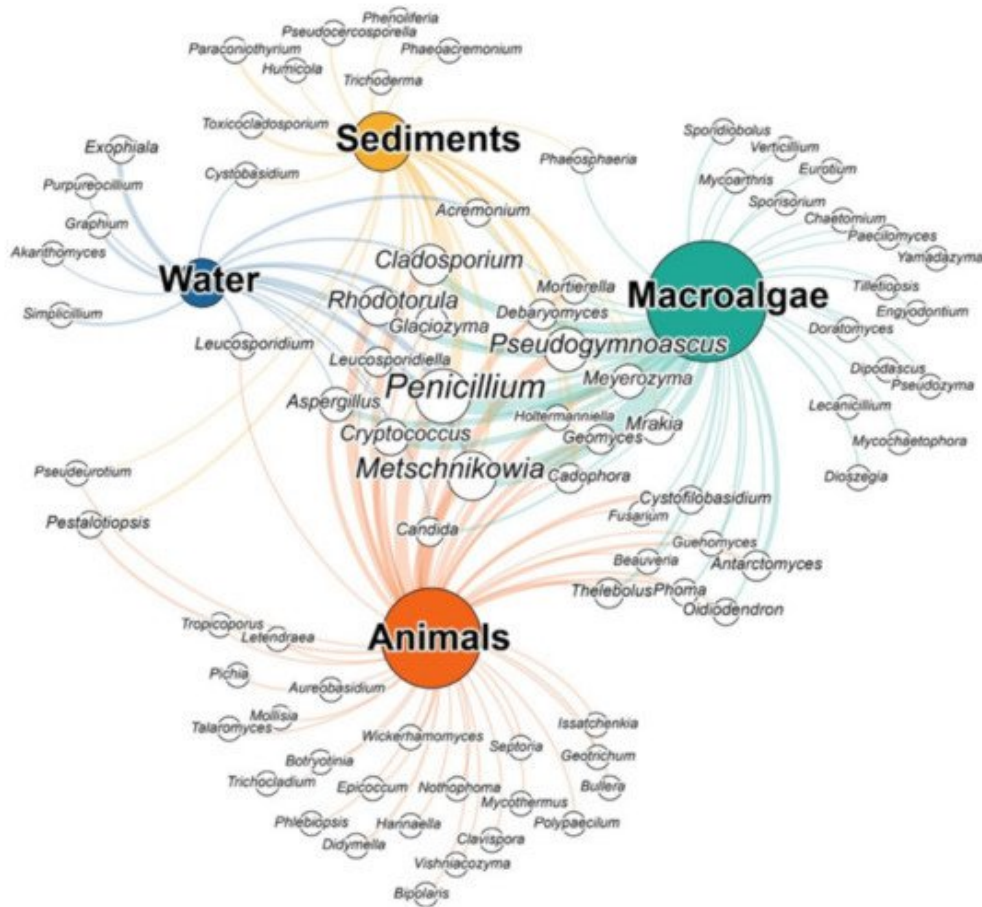 Phenoliferia
Pseudocercosporella
Paraconiothyrium
Phaeoacremonium
Humicola
Trichoderma
Toxicocladosporium
Sporidiobolus
Sediments
Verticillium
Exophiala
Phaeosphaeria
Eurotium
Cystobasidium
Mycoarthris
Purpureocillium
Sporisorium
Acremonium
Chaetomium
Graphium
Paecilomyces
Akanthomyces
Yamadazyma
Cladosporium
Water
Mortierella
Macroalgae
Tilletiopsis
Rhodotorula
Engyodontium
Simplicillium
Debaryomyces
Glaciozyma
Doratomyces
Leucosporidium
Pseudogymnoascus
Leucosporidiella
Dipodascus
Penicillium
Meyerozyma
Pseudozyma
Aspergillus
Lecanicillium
Holtermanniella
Mrakia
Cryptococcus
Geomyces
Mycochaetophora
Metschnikowia
Pseudeurotium
Cadophora
Dioszegia
Cystofilobasidium
Pestalotiopsis
Fusarium
Candida
Guehomyces
Beauveria
Antarctomyces
Thelebolus
Phoma
Oidiodendron
Tropicoporus
Letendraea
Animals
Pichia
Aureobasidium
Mollisia
Issatchenkia
Talaromyces
Wickerhamomyces
Septoria
Botryotinia
Geotrichum
Trichocladium
Epicoccum
Nothophoma
Bullera
Mycothermus
Phlebiopsis
Hannaella
Polypaecilum
Didymella
Clavispora
Vishniacozyma
Bipolaris